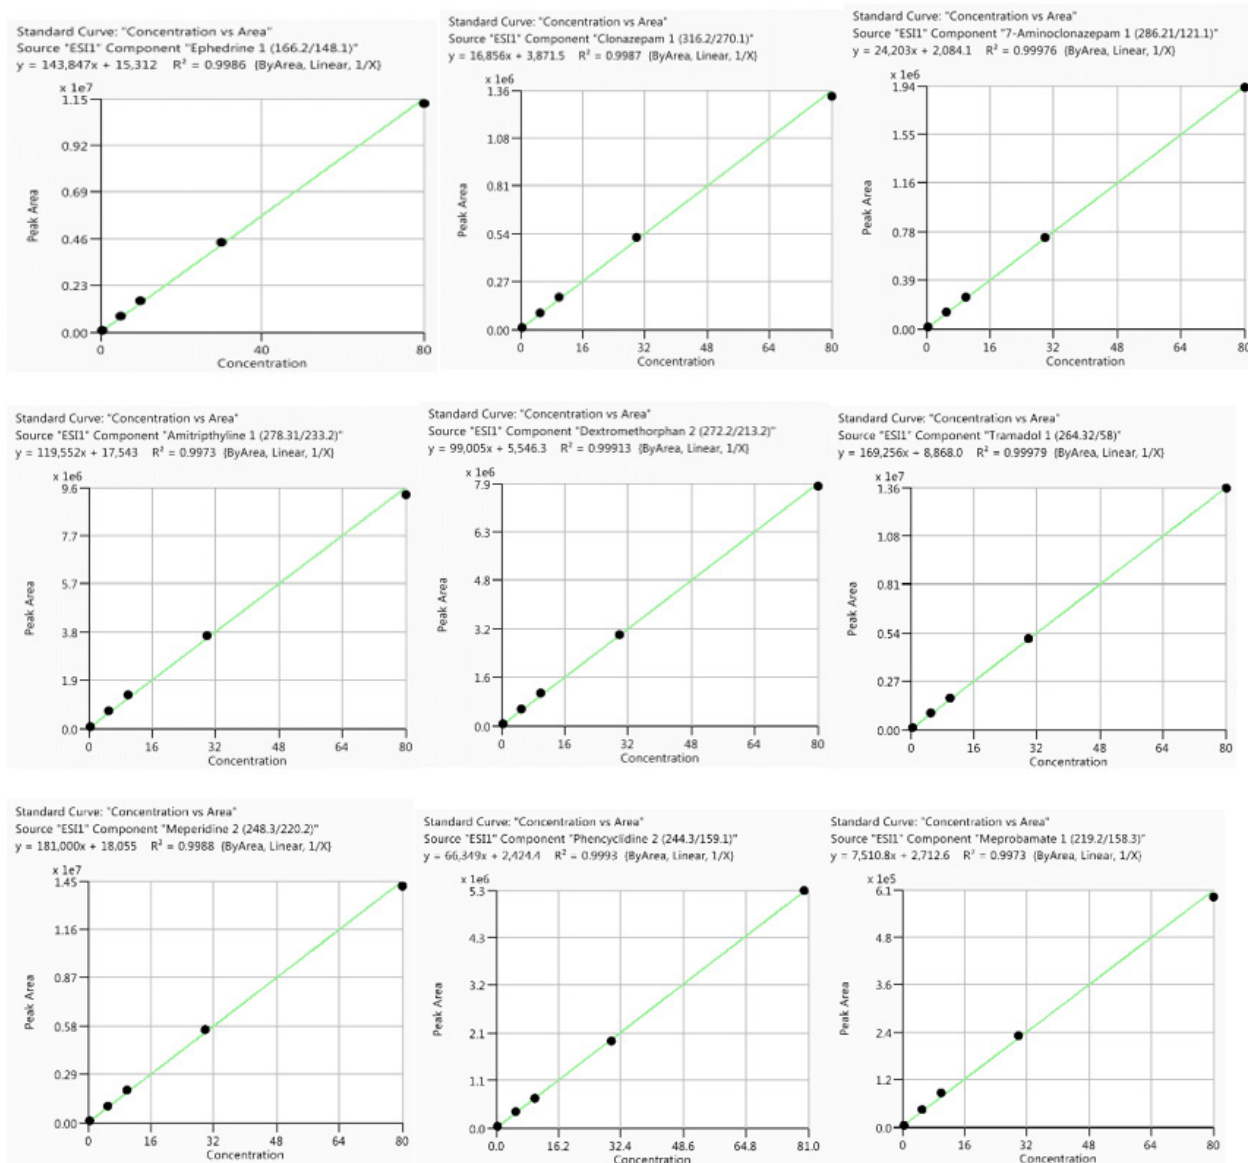 Standard Curve: "Concentration vs Area"
Source "ESI1" Component "Ephedrine 1 (166.2/148.1)"
y = 143,847x + 15,312 R² = 0.9986 {ByArea, Linear, 1/X}
x 1e7
1.15
0.92
0.69
0.46
0.23
0.00
Peak Area
0 40 80
Concentration
Standard Curve: "Concentration vs Area"
Source "ESI1" Component "Clonazepam 1 (316.2/270.1)"
y = 16,856x + 3,871.5 R² = 0.9987 {ByArea, Linear, 1/X}
x 1e6
1.36
1.08
0.81
0.54
0.27
0.00
Peak Area
0 16 32 48 64 80
Concentration
Standard Curve: "Concentration vs Area"
Source "ESI1" Component "7-Aminoclonazepam 1 (286.21/121.1)"
y = 24,203x + 2,084.1 R² = 0.99976 {ByArea, Linear, 1/X}
x 1e6
1.94
1.55
1.16
0.78
0.39
0.00
Peak Area
0 16 32 48 64 80
Concentration
Standard Curve: "Concentration vs Area"
Source "ESI1" Component "Amitripthyline 1 (278.31/233.2)"
y = 119,552x + 17,543 R² = 0.9973 {ByArea, Linear, 1/X}
x 1e6
9.6
7.7
5.7
3.8
1.9
0.0
Peak Area
0 16 32 48 64 80
Concentration
Standard Curve: "Concentration vs Area"
Source "ESI1" Component "Dextromethorphan 2 (272.2/213.2)"
y = 99,005x + 5,546.3 R² = 0.99913 {ByArea, Linear, 1/X}
x 1e6
7.9
6.3
4.8
3.2
1.6
0.0
Peak Area
0 16 32 48 64 80
Concentration
Standard Curve: "Concentration vs Area"
Source "ESI1" Component "Tramadol 1 (264.32/58)"
y = 169,256x + 8,868.0 R² = 0.99979 {ByArea, Linear, 1/X}
x 1e7
1.36
1.08
0.81
0.54
0.27
0.00
Peak Area
0 16 32 48 64 80
Concentration
Standard Curve: "Concentration vs Area"
Source "ESI1" Component "Meperidine 2 (248.3/220.2)"
y = 181,000x + 18,055 R² = 0.9988 {ByArea, Linear, 1/X}
x 1e7
1.45
1.16
0.87
0.58
0.29
0.00
Peak Area
0 16 32 48 64 80
Concentration
Standard Curve: "Concentration vs Area"
Source "ESI1" Component "Phencyclidine 2 (244.3/159.1)"
y = 66,349x + 2,424.4 R² = 0.9993 {ByArea, Linear, 1/X}
x 1e6
5.3
4.3
3.2
2.1
1.1
0.0
Peak Area
0.0 16.2 32.4 48.6 64.8 81.0
Concentration
Standard Curve: "Concentration vs Area"
Source "ESI1" Component "Meprobamate 1 (219.2/158.3)"
y = 7,510.8x + 2,712.6 R² = 0.9973 {ByArea, Linear, 1/X}
x 1e5
6.1
4.8
3.6
2.4
1.2
0.0
Peak Area
0 16 32 48 64 80
Concentration